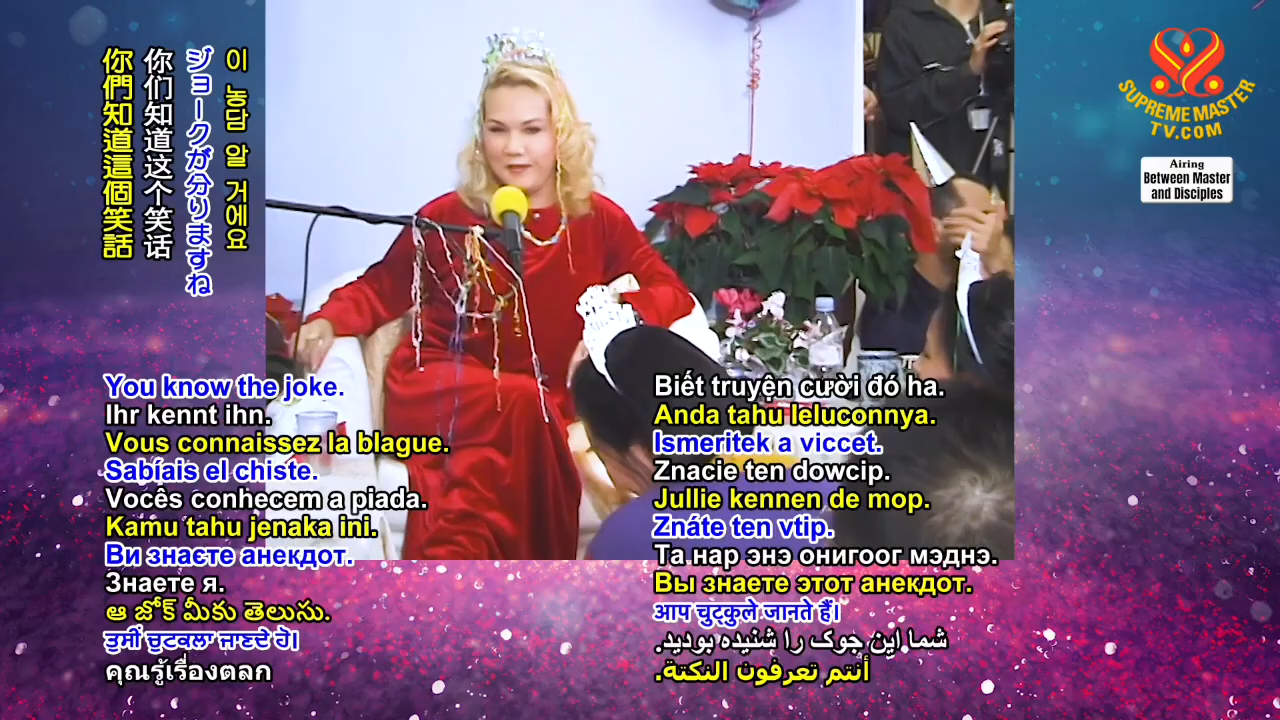 이 농담 알 거에요
ジョークが分りますね
你们知道这个笑话
你們知道這個笑話
SUPREME MASTER
TV.COM
Airing
Between Master
and Disciples
You know the joke.
Ihr kennt ihn.
Vous connaissez la blague.
Sabíais el chiste.
Vocês conhecem a piada.
Kamu tahu jenaka ini.
Ви знаєте анекдот.
Знаете я.
ఆ జోక్ మీకు తెలుసు.
ਤੁਸੀਂ ਚੁਟਕਲਾ ਜਾਣਦੇ ਹੋ।
คุณรู้เรื่องตลก
Biết truyện cười đó ha.
Anda tahu leluconnya.
Ismeritek a viccet.
Znacie ten dowcip.
Jullie kennen de mop.
Znáte ten vtip.
Та нар энэ онигоог мэднэ.
Вы знаете этот анекдот.
आप चुट्कुले जानते हैं।
شما این جوک را شنیده بودید.
أنتم تعرفون النكتة.